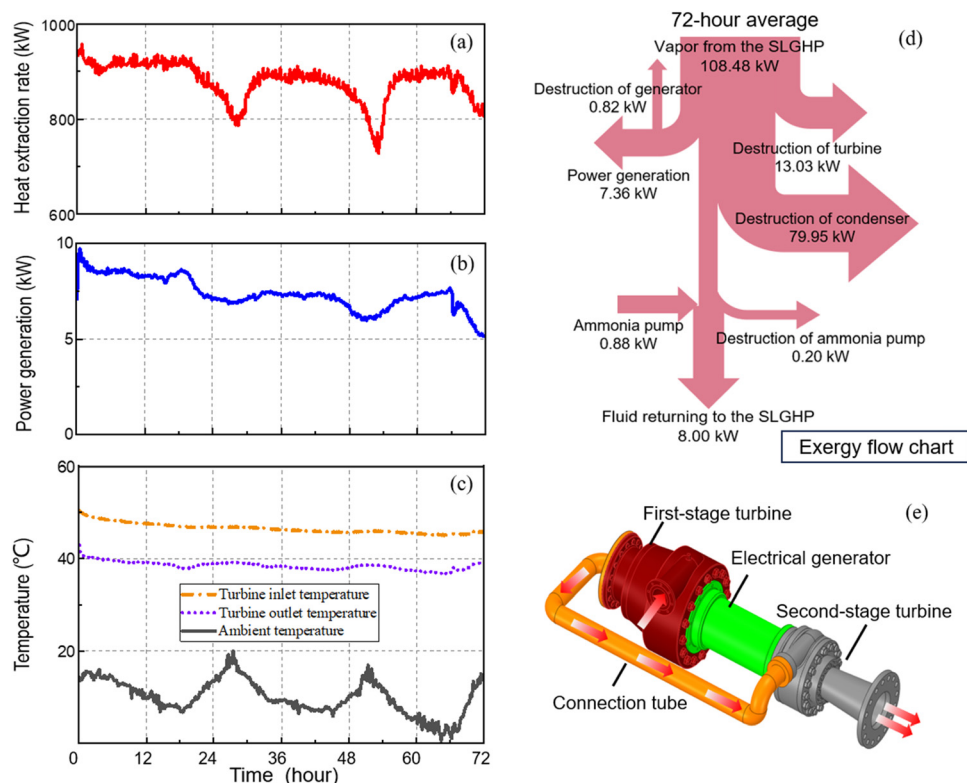 (a)
Heat extraction rate (kW)
1000
800
600
(b)
Power generation (kW)
10
5
0
(c)
Temperature (℃)
60
40
20
0
Turbine inlet temperature
Turbine outlet temperature
Ambient temperature
0 12 24 36 48 60 72
Time (hour)
72-hour average
(d)
Vapor from the SLGHP
108.48 kW
Destruction of generator
0.82 kW
Power generation
7.36 kW
Destruction of turbine
13.03 kW
Destruction of condenser
79.95 kW
Ammonia pump
0.88 kW
Destruction of ammonia pump
0.20 kW
Fluid returning to the SLGHP
8.00 kW
Exergy flow chart
(e)
First-stage turbine
Electrical generator
Second-stage turbine
Connection tube